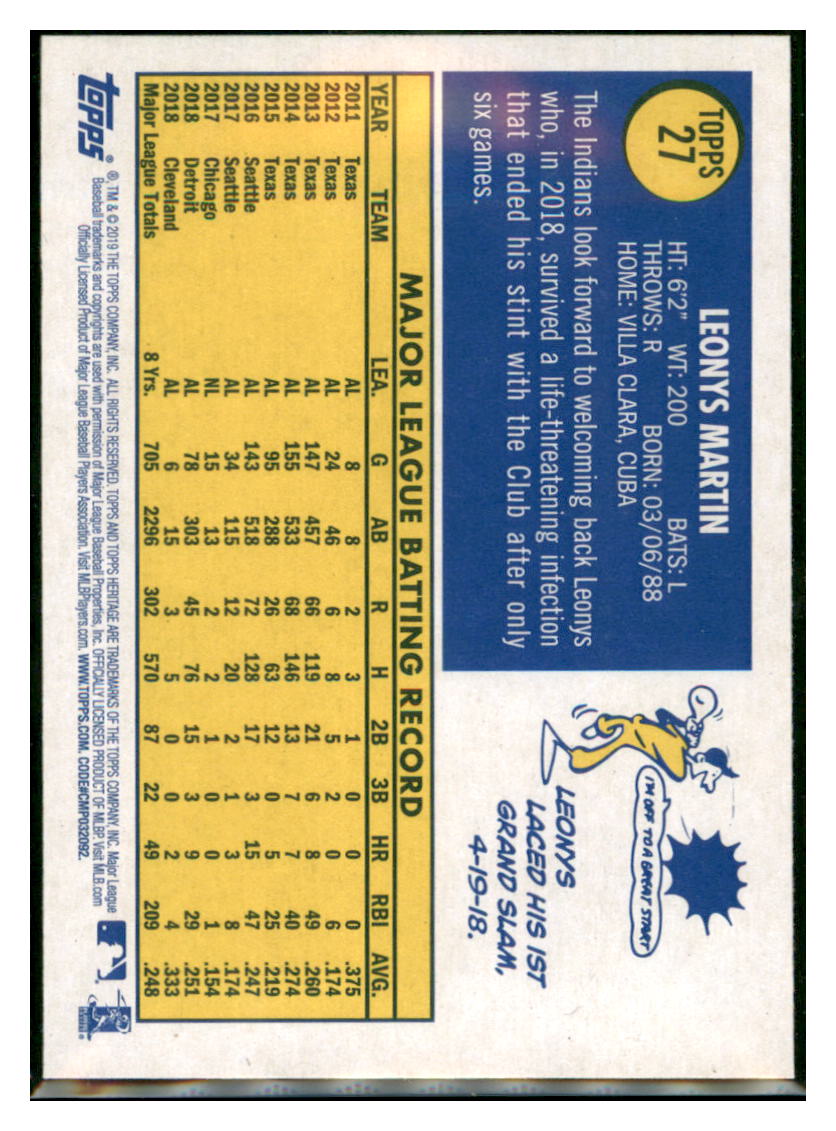 TOPPS
27
LEONYS MARTIN
HT: 6'2" WT: 200 BATS: L
THROWS: R BORN: 03/06/88
HOME: VILLA CLARA, CUBA
The Indians look forward to welcoming back Leonys
who, in 2018, survived a life-threatening infection
that ended his stint with the Club after only
six games.
I'M OFF TO A GREAT START
LEONYS
LACED HIS 1ST
GRAND SLAM,
4-19-18.
MAJOR LEAGUE BATTING RECORD
YEAR TEAM LEA. G AB R H 2B 3B HR RBI AVG.
2011 Texas AL 8 8 2 3 1 0 0 0 .375
2012 Texas AL 24 46 6 8 5 2 0 6 .174
2013 Texas AL 147 457 66 119 21 6 8 49 .260
2014 Texas AL 155 533 68 146 13 7 7 40 .274
2015 Texas AL 95 288 26 63 12 0 5 25 .219
2016 Seattle AL 143 518 72 128 17 3 15 47 .247
2017 Seattle AL 34 115 12 20 2 1 3 8 .174
2017 Chicago NL 15 13 2 2 1 0 0 1 .154
2018 Detroit AL 78 303 45 76 15 3 9 29 .251
2018 Cleveland AL 6 15 3 5 0 0 2 4 .333
Major League Totals 8 Yrs. 705 2296 302 570 87 22 49 209 .248
topps ® ®, TM & © 2019 THE TOPPS COMPANY, INC. ALL RIGHTS RESERVED. TOPPS AND TOPPS HERITAGE ARE TRADEMARKS OF THE TOPPS COMPANY, INC. Major League
Baseball trademarks and copyrights are used with permission of Major League Baseball Properties, Inc. OFFICIALLY LICENSED PRODUCT OF MLBP. Visit MLB.com
Officially Licensed Product of Major League Baseball Players Association. Visit MLBPlayers.com. WWW.TOPPS.COM. CODE#CMP032092.